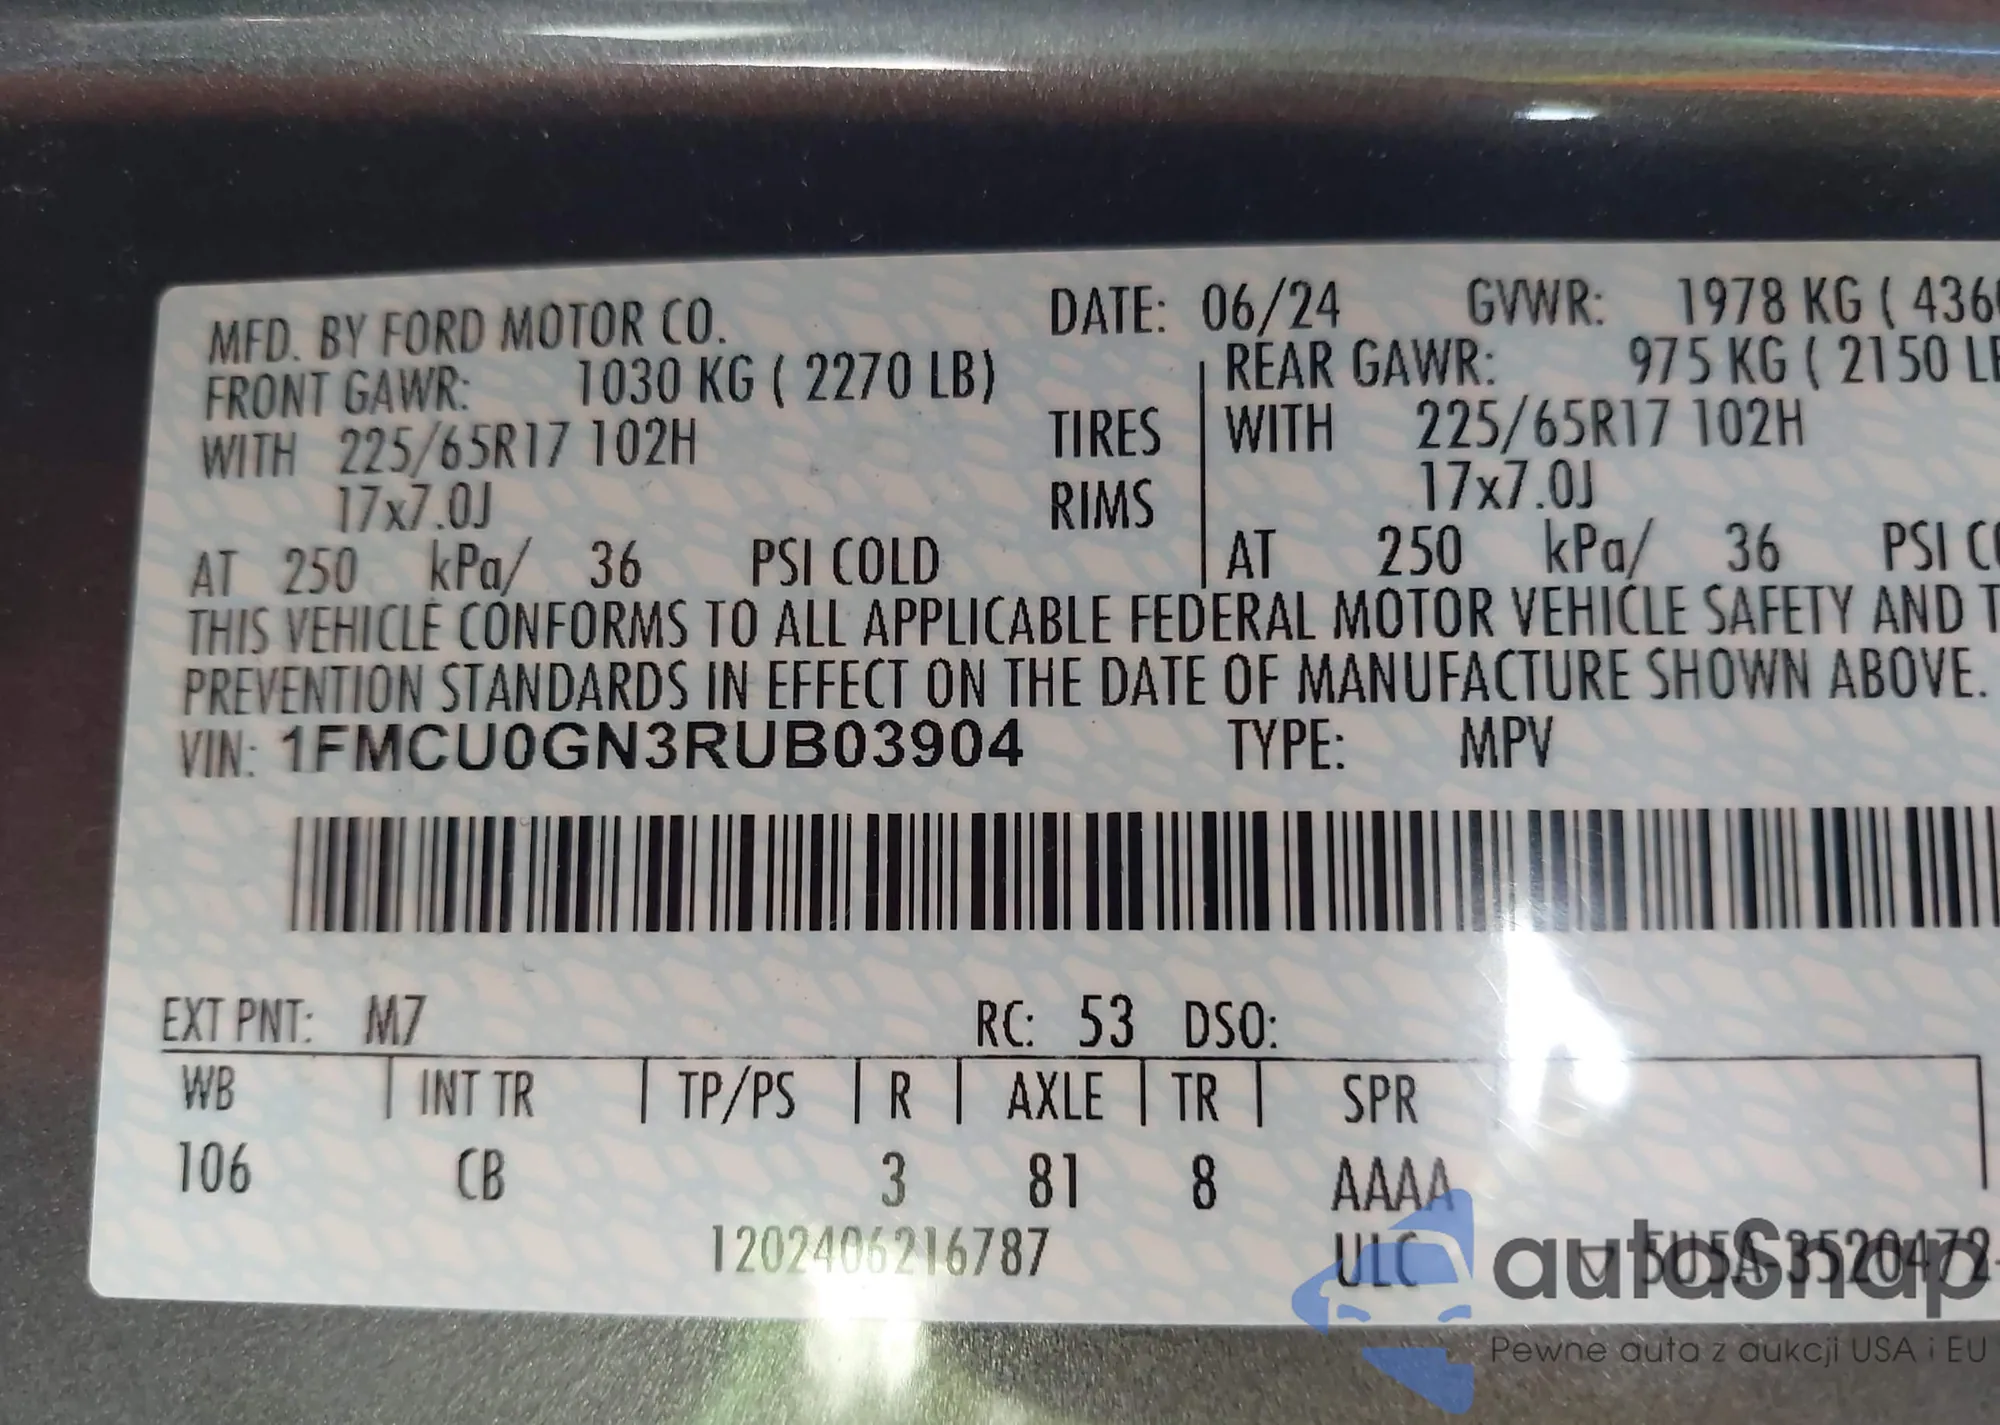 MFD. BY FORD MOTOR CO. DATE: 06/24 GVWR: 1978 KG ( 436
FRONT GAWR: 1030 KG ( 2270 LB) REAR GAWR: 975 KG ( 2150 LB
WITH 225/65R17 102H TIRES WITH 225/65R17 102H
17x7.0J RIMS 17x7.0J
AT 250 kPa/ 36 PSI COLD AT 250 kPa/ 36 PSI CO
THIS VEHICLE CONFORMS TO ALL APPLICABLE FEDERAL MOTOR VEHICLE SAFETY AND T
PREVENTION STANDARDS IN EFFECT ON THE DATE OF MANUFACTURE SHOWN ABOVE.
VIN: 1FMCU0GN3RUB03904 TYPE: MPV
EXT PNT: M7 RC: 53 DSO:
WB INT TR TP/PS R AXLE TR SPR
106 CB 3 81 8 AAAA
1202406216787 ULC 5U5A-3520472-
autoSnap
Pewne auta z aukcji USA i EU